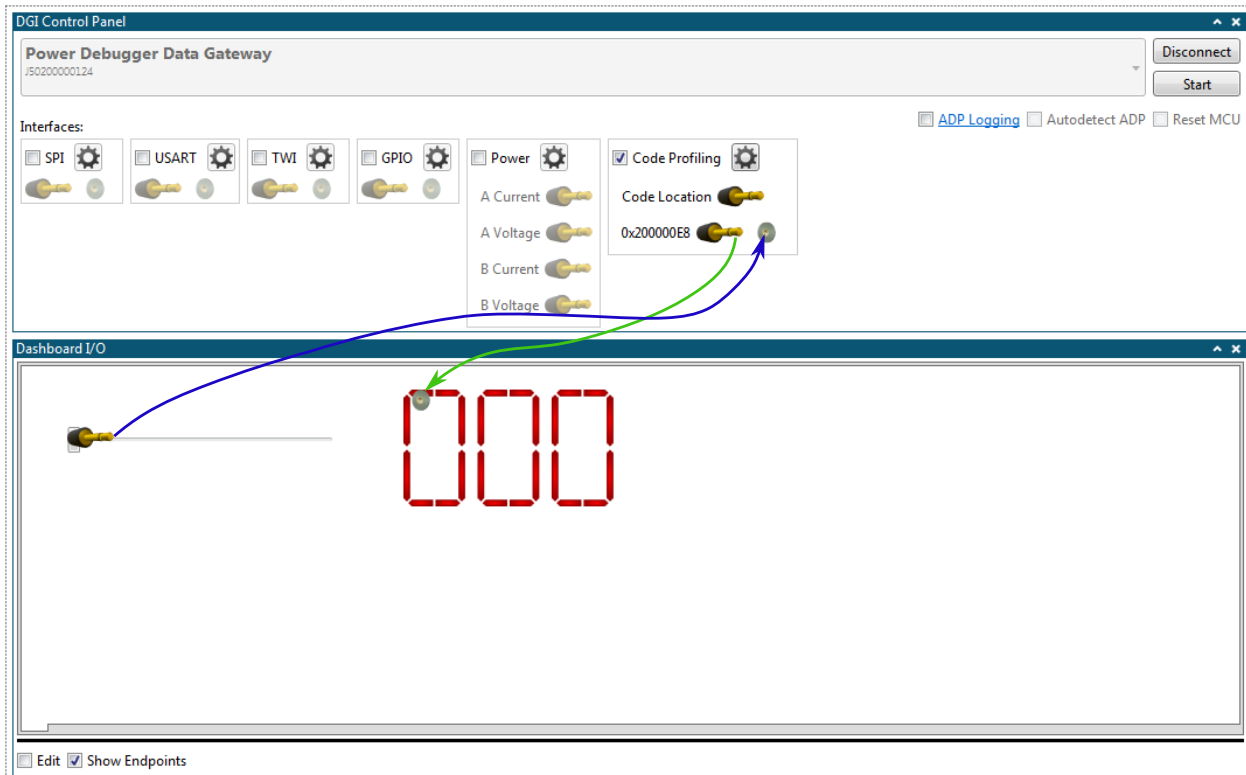 DGI Control Panel
Power Debugger Data Gateway
J50200000124
Disconnect
Start
ADP Logging Autodetect ADP Reset MCU
Interfaces:
SPI USART TWI GPIO Power Code Profiling
A Current Code Location
A Voltage 0x200000E8
B Current
B Voltage
Dashboard I/O
000
Edit Show Endpoints